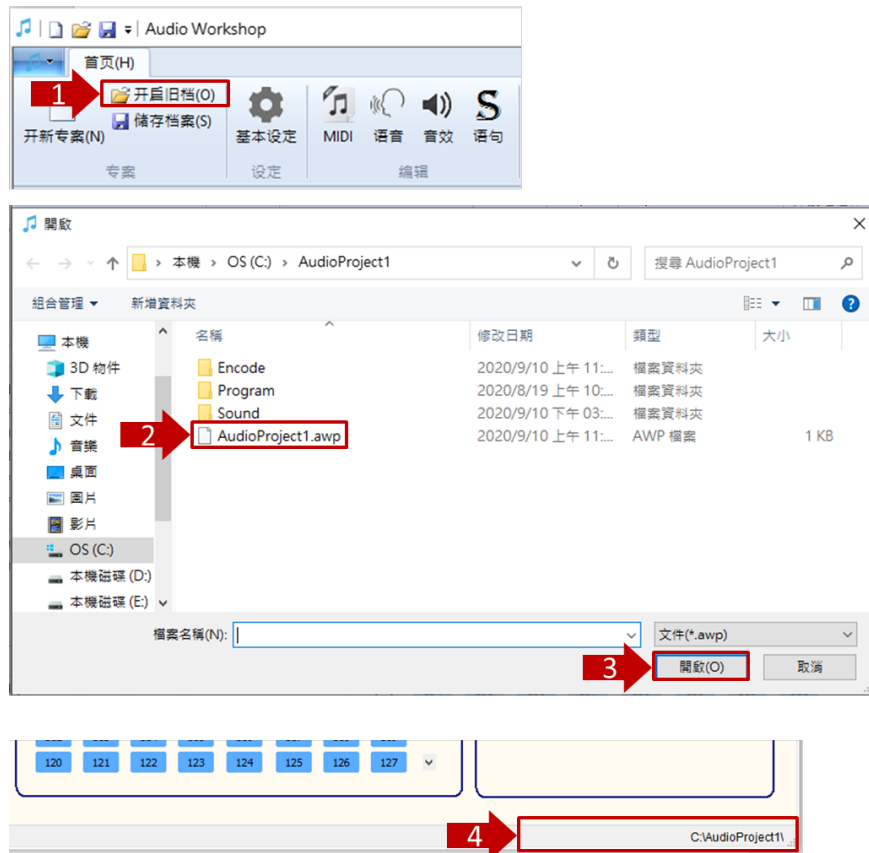 Audio Workshop
首页(H)
1
开启旧档(O)
开新专案(N)
储存档案(S)
基本设定
MIDI
语音
音效
S
语句
专案
设定
编辑
開啟
本機 › OS (C:) › AudioProject1
搜尋 AudioProject1
組合管理
新增資料夾
?
本機
3D 物件
下載
文件
音樂
桌面
圖片
影片
OS (C:)
本機磁碟 (D:)
本機磁碟 (E:)
名稱 修改日期 類型 大小
Encode 2020/9/10 上午 11:... 檔案資料夾
Program 2020/8/19 上午 10:... 檔案資料夾
Sound 2020/9/10 下午 03:... 檔案資料夾
2
AudioProject1.awp 2020/9/10 上午 11:... AWP 檔案 1 KB
檔案名稱(N):
文件(*.awp)
3
開啟(O)
取消
120 121 122 123 124 125 126 127
4
C:\AudioProject1\